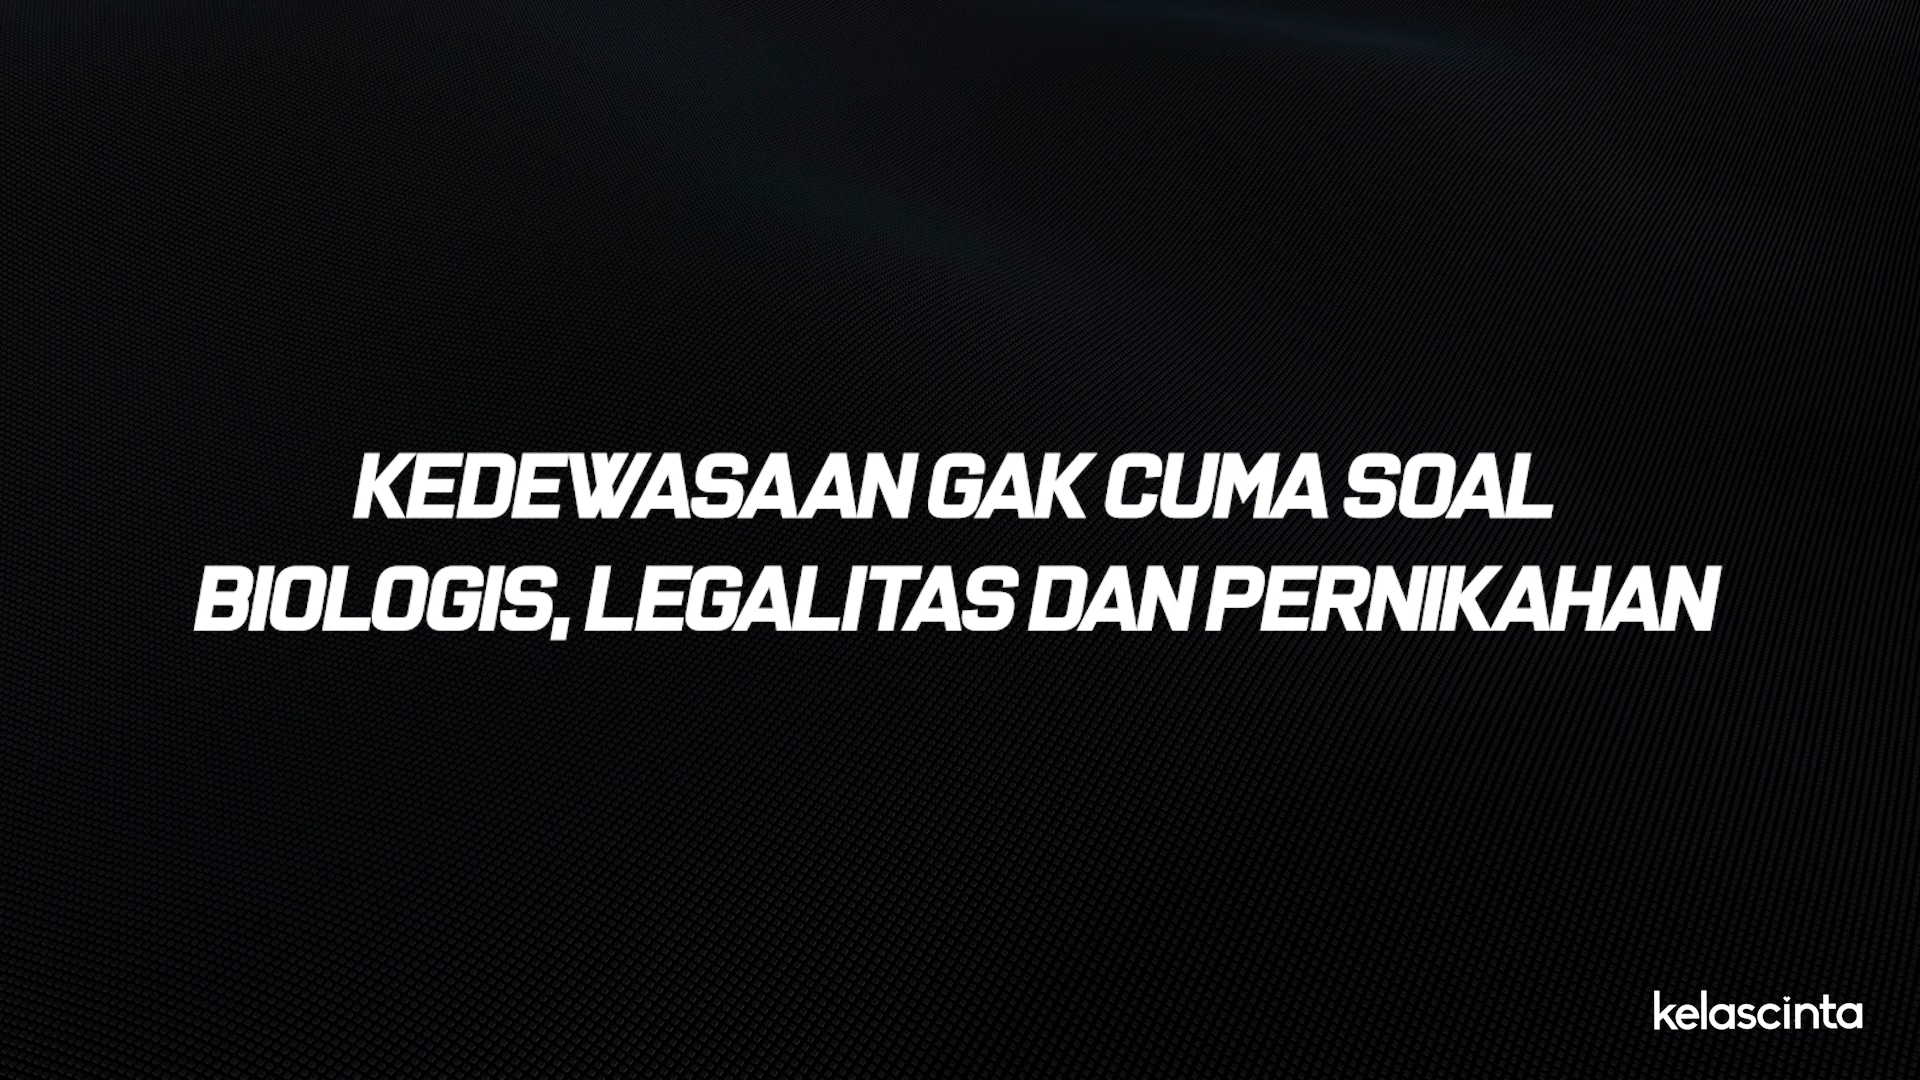 KEDEWASAAN GAK CUMA SOAL
BIOLOGIS, LEGALITAS DAN PERNIKAHAN
kelascinta